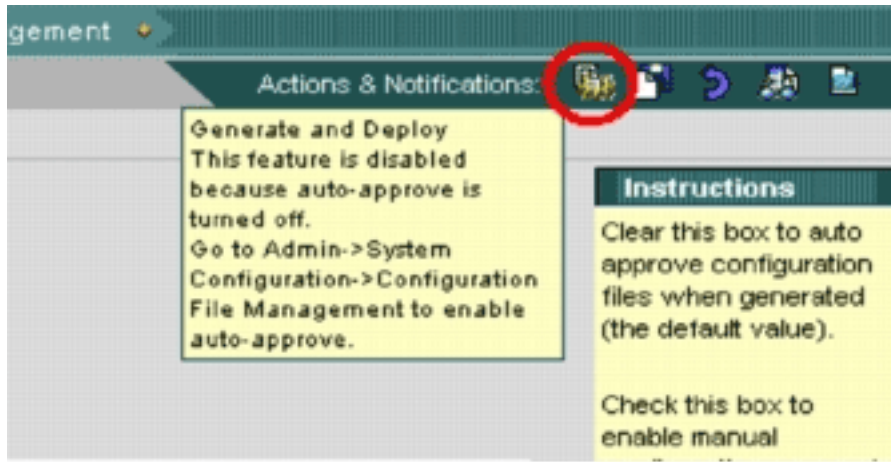 gement
Actions & Notifications:
Generate and Deploy
This feature is disabled
because auto-approve is
turned off.
Go to Admin->System
Configuration->Configuration
File Management to enable
auto-approve.
Instructions
Clear this box to auto
approve configuration
files when generated
(the default value).
Check this box to
enable manual